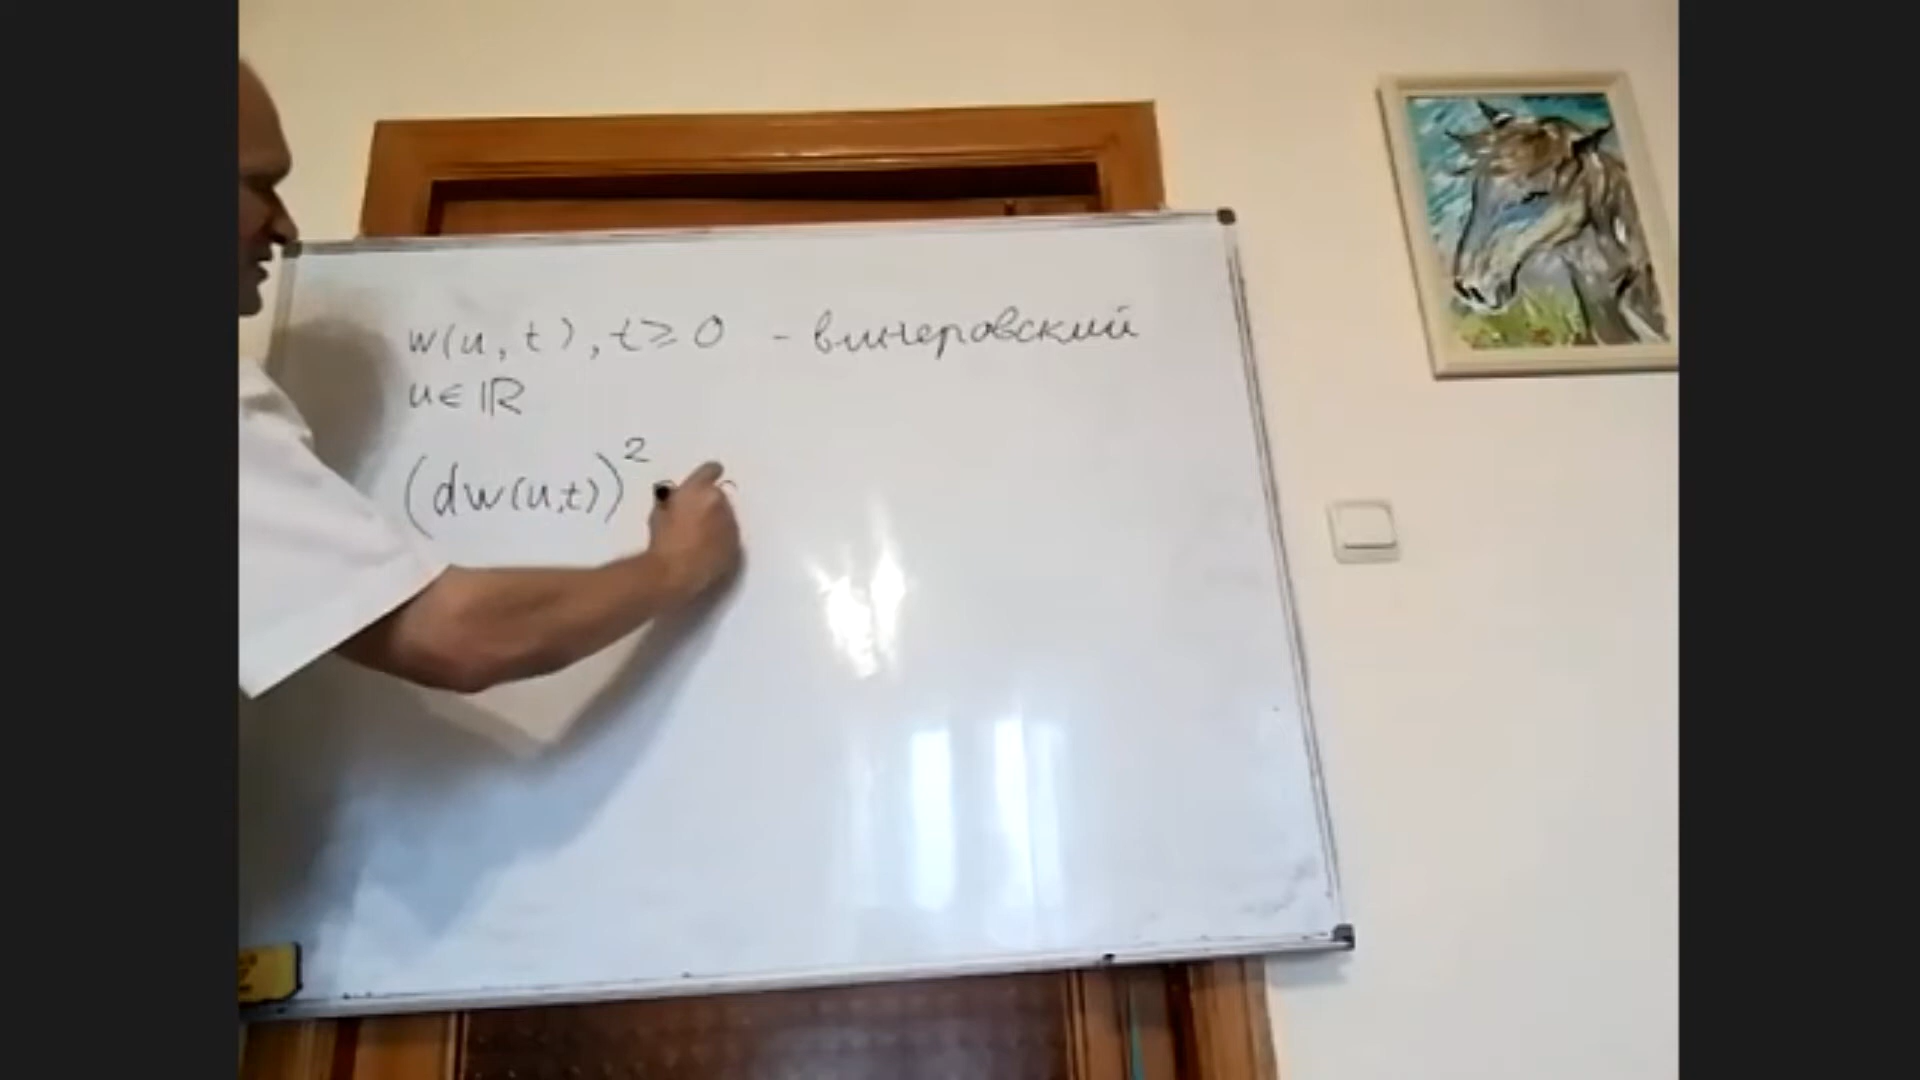 w(u, t), t ≥ 0 - винеровский
u ∈ ℝ
(dw(u,t))²